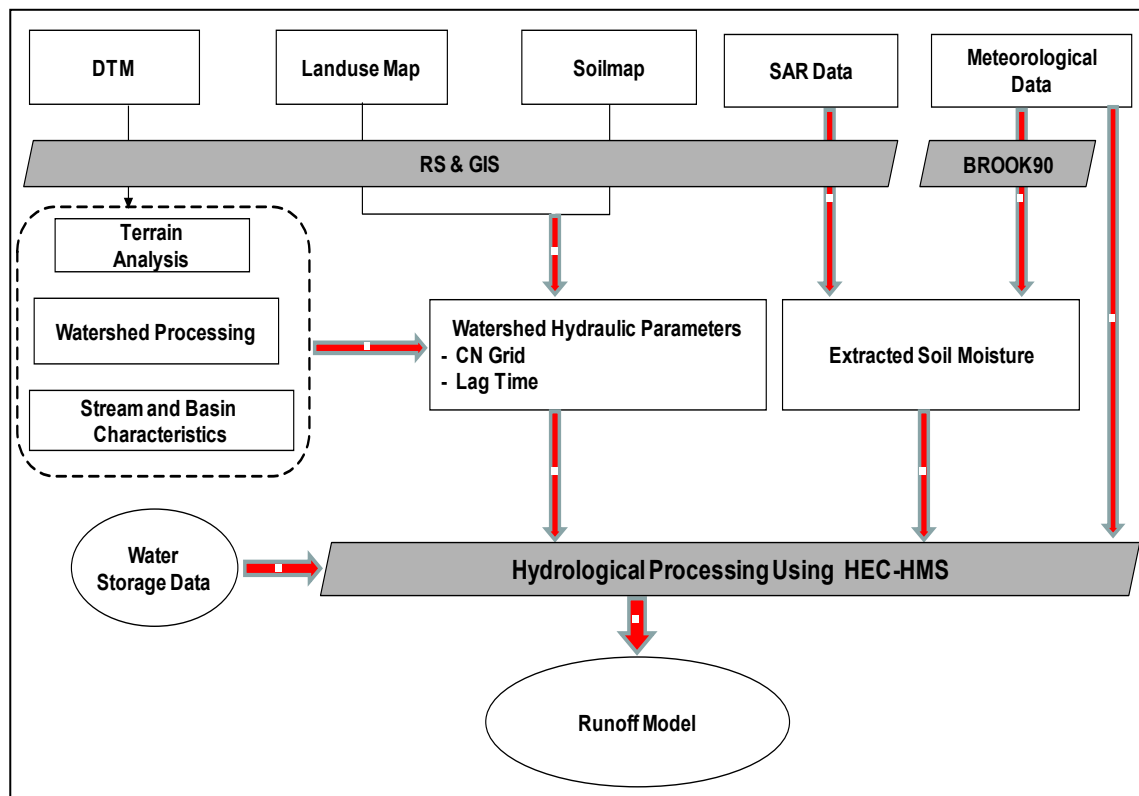 DTM
Landuse Map
Soilmap
SAR Data
Meteorological
Data
RS & GIS
BROOK90
Terrain
Analysis
Watershed Processing
Stream and Basin
Characteristics
Watershed Hydraulic Parameters
- CN Grid
- Lag Time
Extracted Soil Moisture
Water
Storage Data
Hydrological Processing Using HEC-HMS
Runoff Model